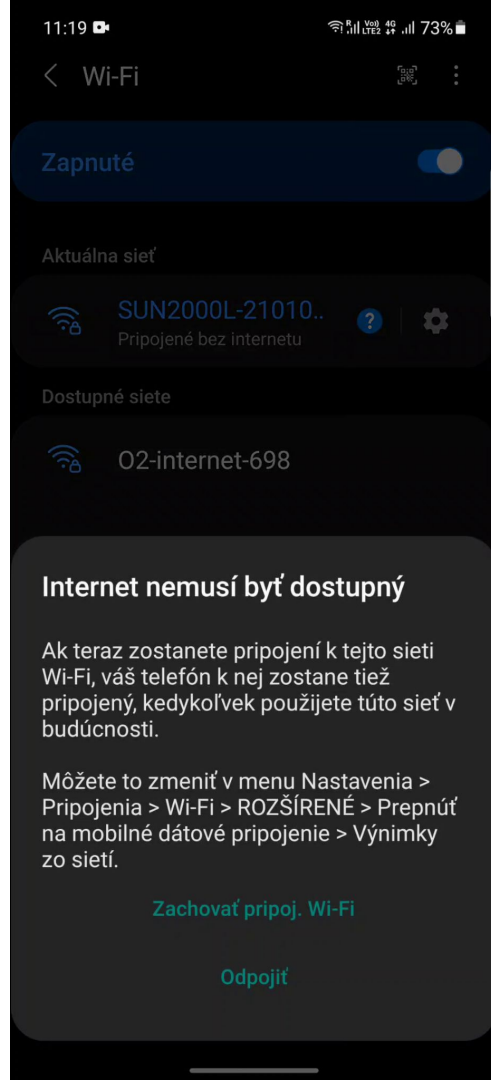 11:19
Vo))
LTE2
4G
73%
Wi-Fi
Zapnuté
Aktuálna sieť
SUN2000L-21010..
Pripojené bez internetu
Dostupné siete
O2-internet-698
Internet nemusí byť dostupný
Ak teraz zostanete pripojení k tejto sieti
Wi-Fi, váš telefón k nej zostane tiež
pripojený, kedykoľvek použijete túto sieť v
budúcnosti.
Môžete to zmeniť v menu Nastavenia >
Pripojenia > Wi-Fi > ROZŠÍRENÉ > Prepnúť
na mobilné dátové pripojenie > Výnimky
zo sietí.
Zachovať pripoj. Wi-Fi
Odpojiť